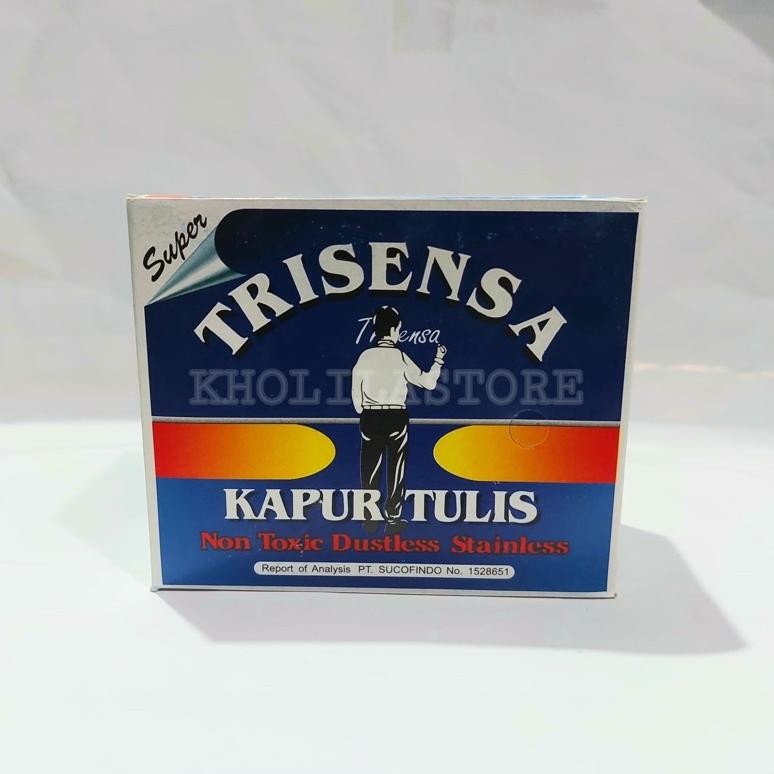 Super
TRISENSA
Trisensa
KHOLILASTORE
KAPUR TULIS
Non Toxic Dustless Stainless
Report of Analysis PT. SUCOFINDO No. 1528651